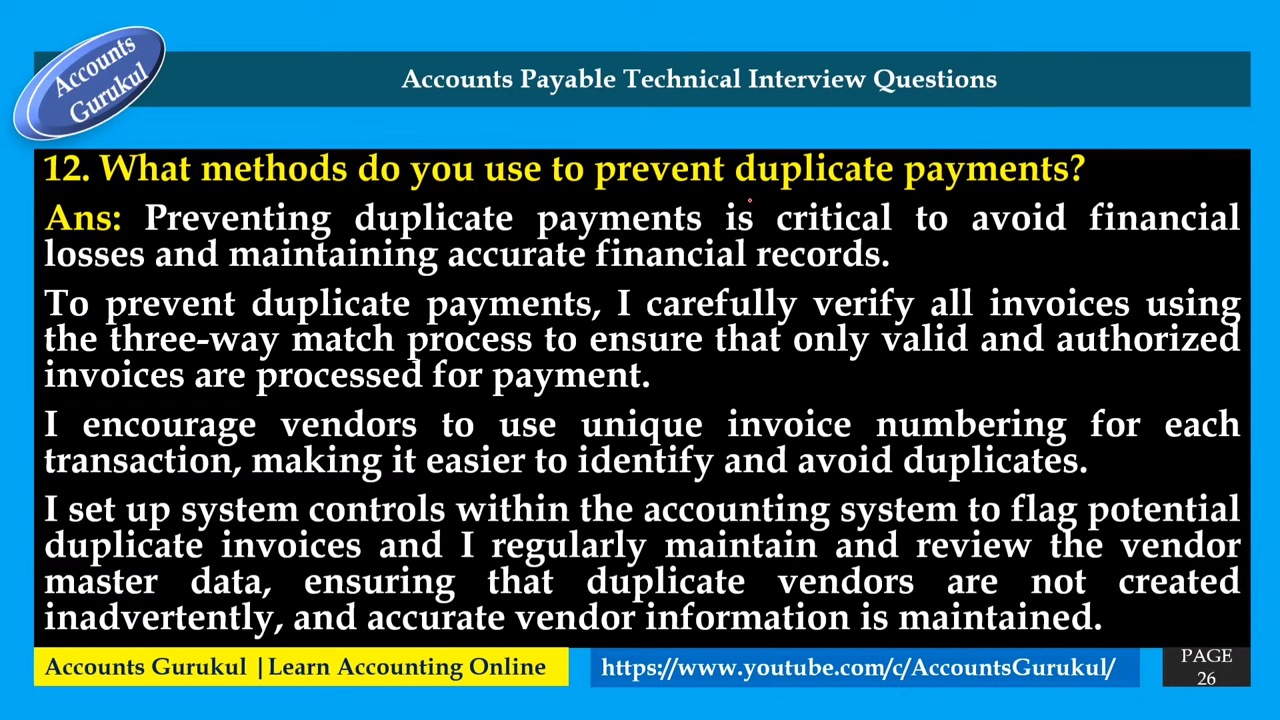 Accounts
Gurukul
Accounts Payable Technical Interview Questions
12. What methods do you use to prevent duplicate payments?
Ans: Preventing duplicate payments is critical to avoid financial
losses and maintaining accurate financial records.
To prevent duplicate payments, I carefully verify all invoices using
the three-way match process to ensure that only valid and authorized
invoices are processed for payment.
I encourage vendors to use unique invoice numbering for each
transaction, making it easier to identify and avoid duplicates.
I set up system controls within the accounting system to flag potential
duplicate invoices and I regularly maintain and review the vendor
master data, ensuring that duplicate vendors are not created
inadvertently, and accurate vendor information is maintained.
Accounts Gurukul |Learn Accounting Online
https://www.youtube.com/c/AccountsGurukul/
PAGE
26